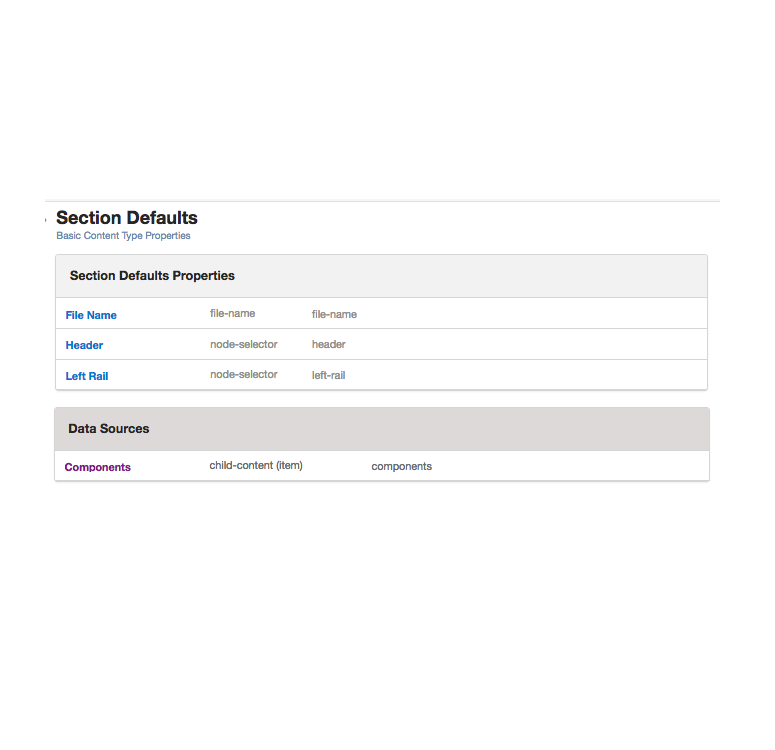 Section Defaults
Basic Content Type Properties
Section Defaults Properties
File Name file-name file-name
Header node-selector header
Left Rail node-selector left-rail
Data Sources
Components child-content (item) components